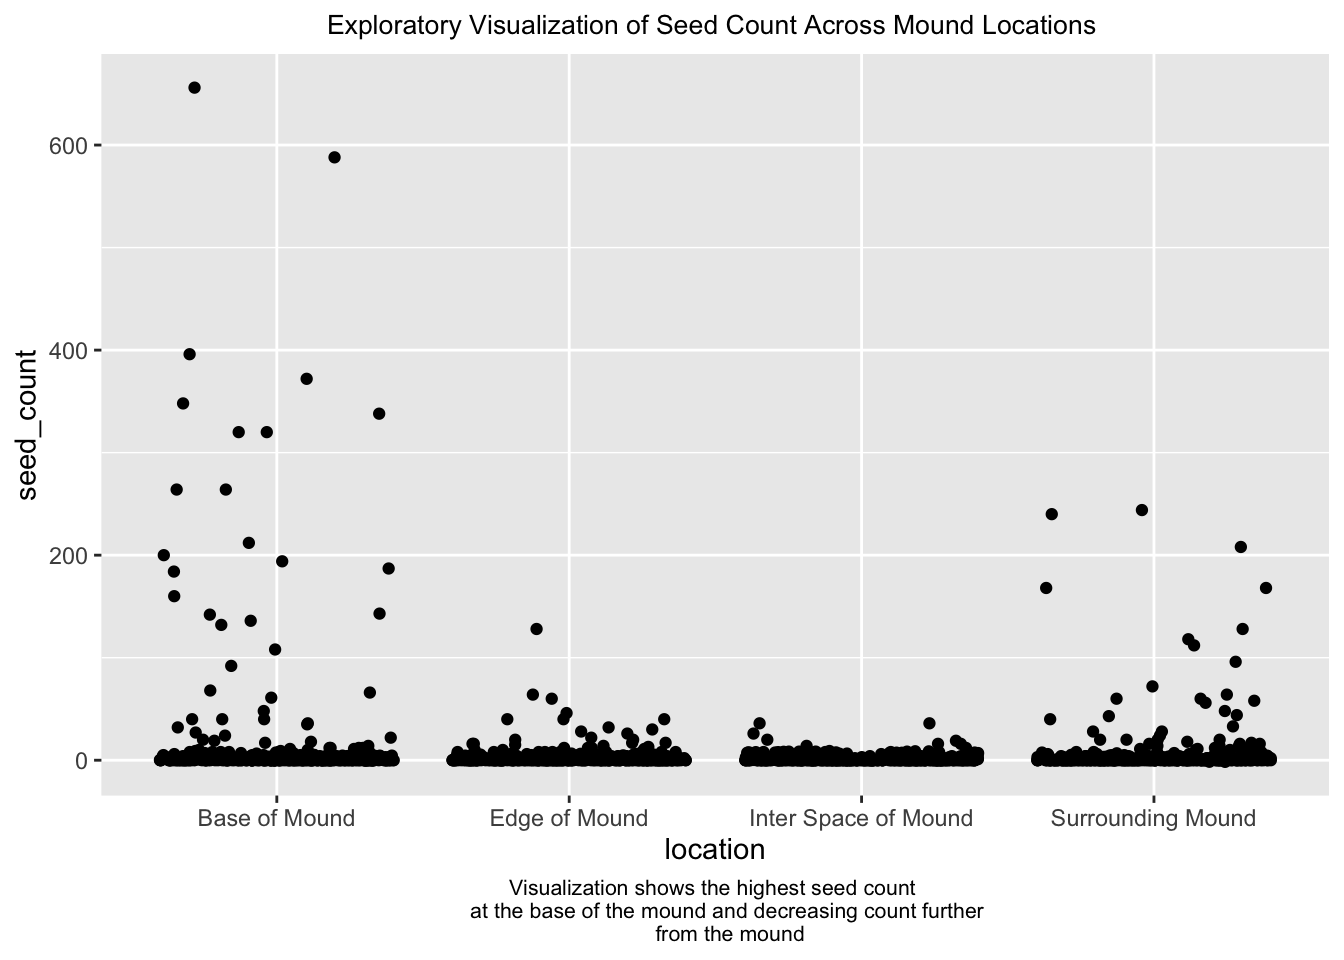 Exploratory Visualization of Seed Count Across Mound Locations
600
400
200
0
seed_count
Base of Mound
Edge of Mound
Inter Space of Mound
Surrounding Mound
location
Visualization shows the highest seed count
at the base of the mound and decreasing count further
from the mound